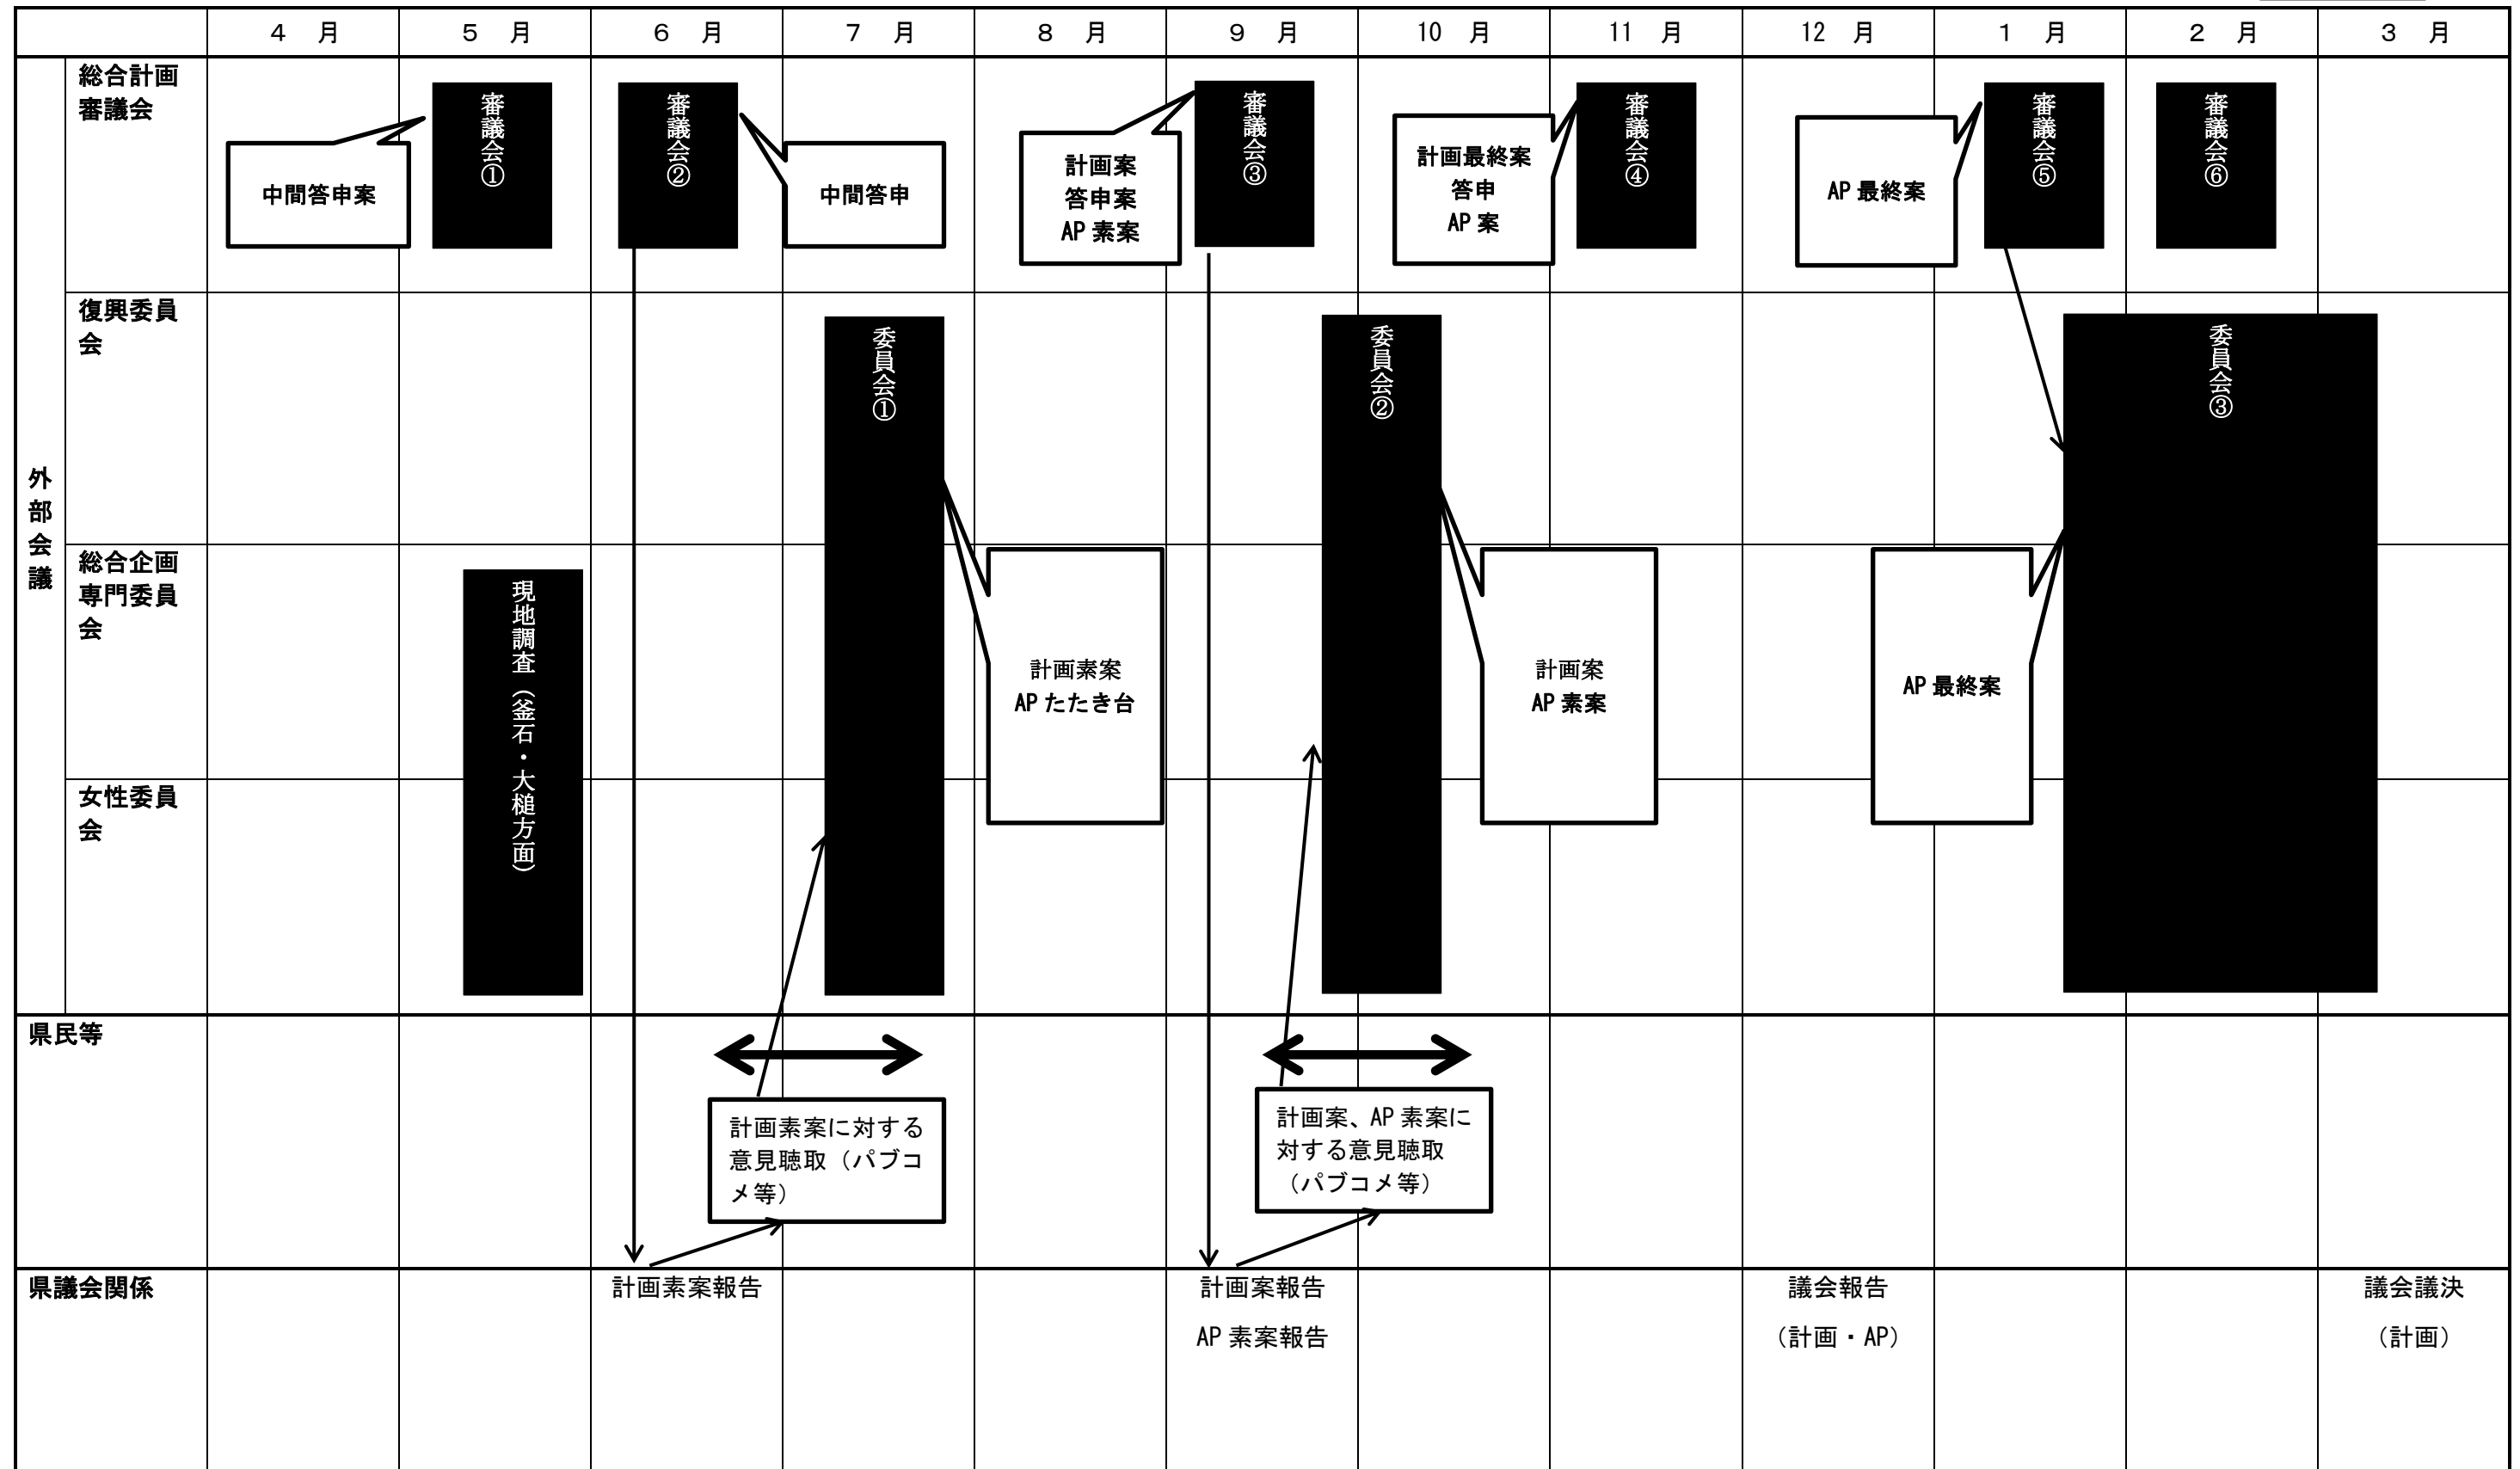 4 月
5 月
6 月
7 月
8 月
9 月
10 月
11 月
12 月
1 月
2 月
3 月
外部会議
総合計画
審議会
審議会①
審議会②
審議会③
審議会④
審議会⑤
審議会⑥
中間答申案
中間答申
計画案
答申案
AP 素案
計画最終案
答申
AP 案
AP 最終案
復興委員
会
委員会①
委員会②
委員会③
総合企画
専門委員
会
現地調査（釜石・大槌方面）
計画素案
AP たたき台
計画案
AP 素案
AP 最終案
女性委員
会
県民等
計画素案に対する
意見聴取（パブコ
メ等）
計画案、AP 素案に
対する意見聴取
（パブコメ等）
県議会関係
計画素案報告
計画案報告
AP 素案報告
議会報告
（計画・AP）
議会議決
（計画）